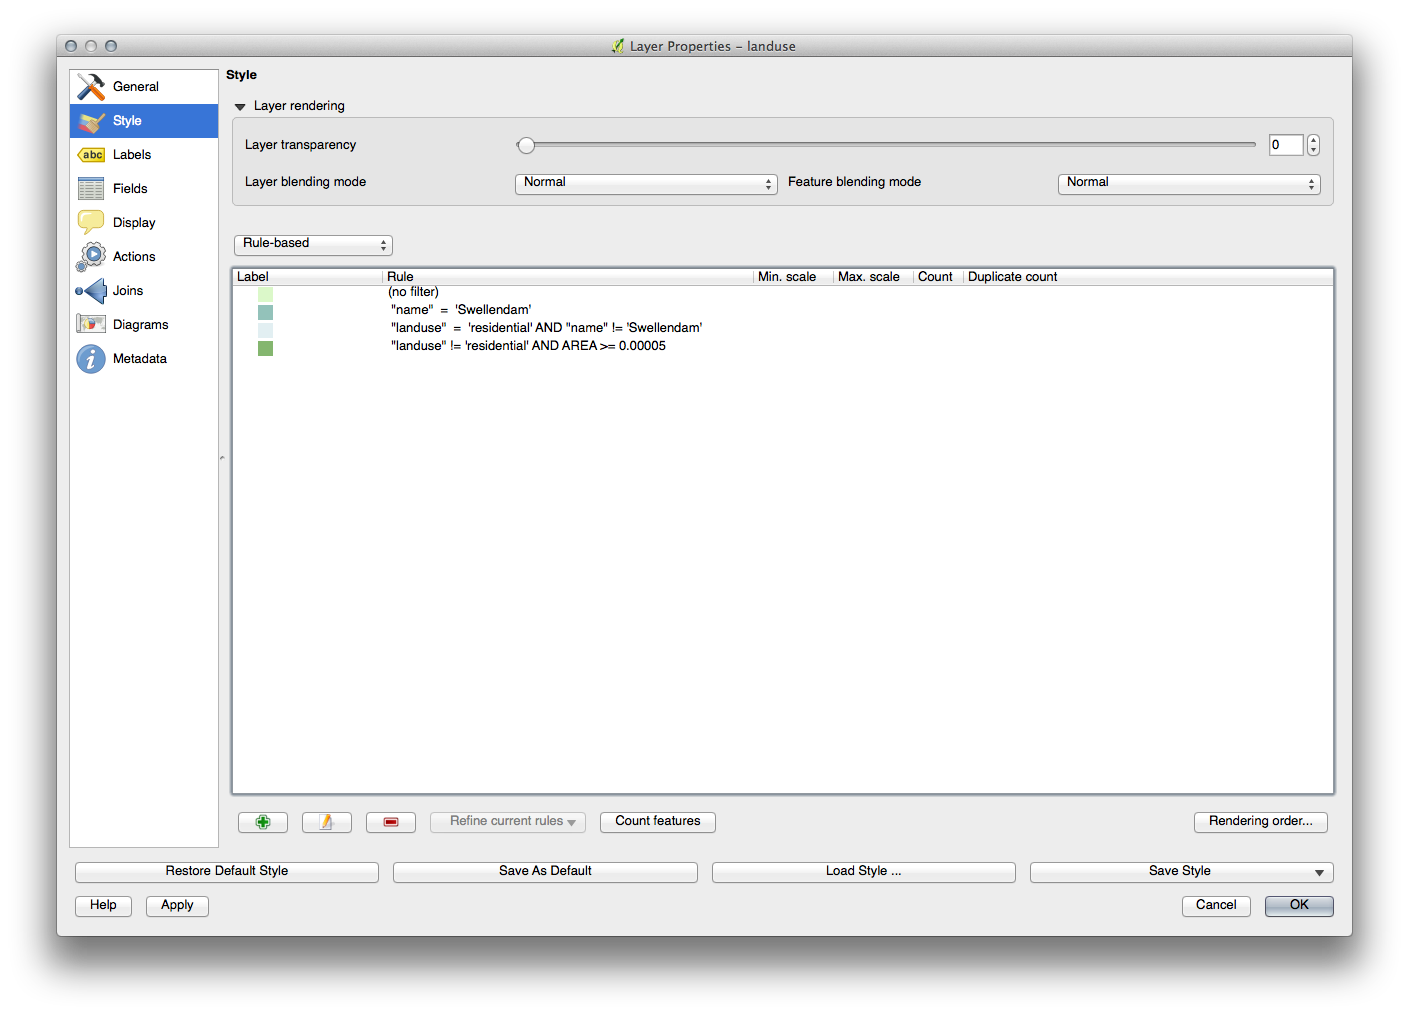 Layer Properties – landuse
General
Style
Labels
abc
Fields
Display
Actions
Joins
Diagrams
Metadata
Style
Layer rendering
Layer transparency 0
Layer blending mode Normal Feature blending mode Normal
Rule-based
Label Rule Min. scale Max. scale Count Duplicate count
(no filter)
"name" = 'Swellendam'
"landuse" = 'residential' AND "name" != 'Swellendam'
"landuse" != 'residential' AND AREA >= 0.00005
Refine current rules Count features Rendering order...
Restore Default Style Save As Default Load Style ... Save Style
Help Apply Cancel OK